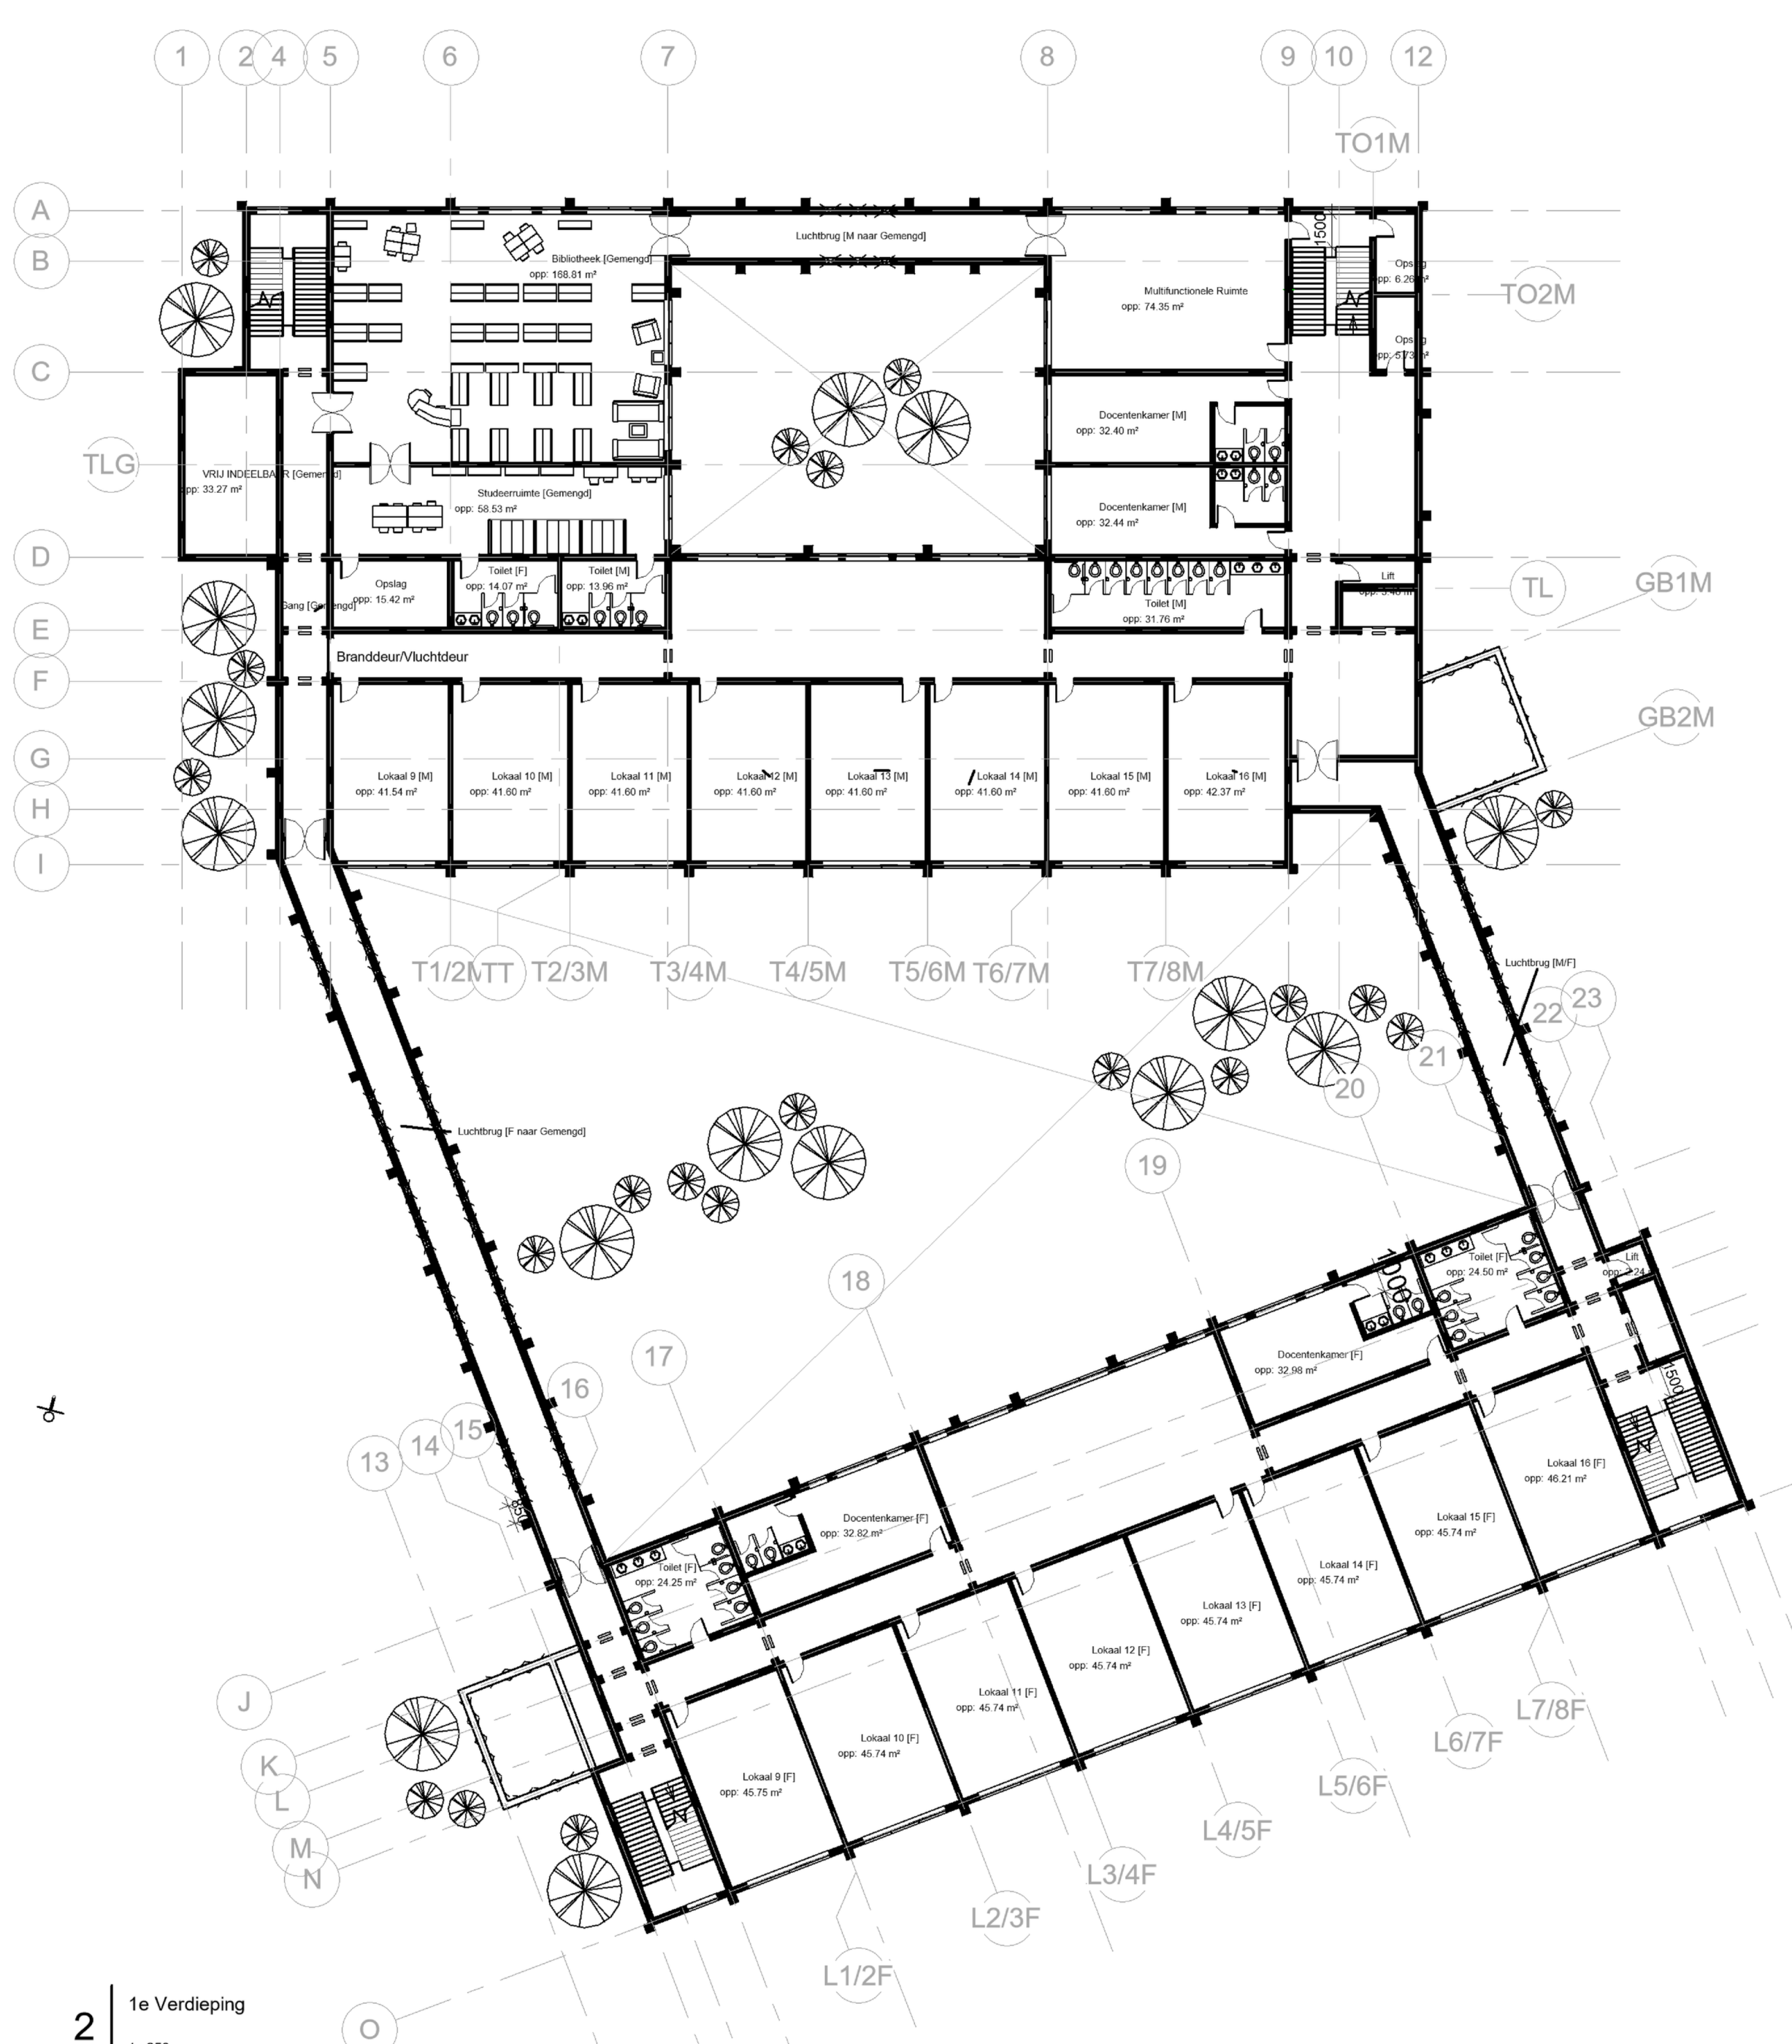 1
2
4
5
6
7
8
9
10
12
TO1M
A
B
C
TLG
D
E
F
G
H
I
TO2M
GB1M
TL
GB2M
1500
Luchtbrug [M naar Gemengd]
Bibliotheek [Gemengd]
opp: 168.81 m²
Multifunctionele Ruimte
opp: 74.35 m²
opp: 6.26 m²
opp: 5.73 m²
Docentenkamer [M]
opp: 32.40 m²
VRIJ INDEELBAAR [Gemengd]
opp: 33.27 m²
Studeerruimte [Gemengd]
opp: 58.53 m²
Docentenkamer [M]
opp: 32.44 m²
Opslag
opp: 15.42 m²
Toilet [F]
opp: 14.07 m²
Toilet [M]
opp: 13.96 m²
Toilet [M]
opp: 31.76 m²
Lift
Gang [Gemengd]
Branddeur/Vluchtdeur
Lokaal 9 [M]
opp: 41.54 m²
Lokaal 10 [M]
opp: 41.60 m²
Lokaal 11 [M]
opp: 41.60 m²
Lokaal 12 [M]
opp: 41.60 m²
Lokaal 13 [M]
opp: 41.60 m²
Lokaal 14 [M]
opp: 41.60 m²
Lokaal 15 [M]
opp: 41.60 m²
Lokaal 16 [M]
opp: 42.37 m²
T1/2M
TT
T2/3M
T3/4M
T4/5M
T5/6M
T6/7M
T7/8M
Luchtbrug [M/F]
23
22
21
20
19
18
17
16
15
14
13
Luchtbrug [F naar Gemengd]
Toilet [F]
opp: 24.50 m²
Lift
Docentenkamer [F]
opp: 32.98 m²
1500
Docentenkamer [F]
opp: 32.82 m²
Toilet [F]
opp: 24.25 m²
Lokaal 16 [F]
opp: 46.21 m²
Lokaal 15 [F]
opp: 45.74 m²
Lokaal 14 [F]
opp: 45.74 m²
Lokaal 13 [F]
opp: 45.74 m²
Lokaal 12 [F]
opp: 45.74 m²
Lokaal 11 [F]
opp: 45.74 m²
Lokaal 10 [F]
opp: 45.74 m²
Lokaal 9 [F]
opp: 45.75 m²
J
K
L
M
N
O
L7/8F
L6/7F
L5/6F
L4/5F
L3/4F
L2/3F
L1/2F
2
1e Verdieping